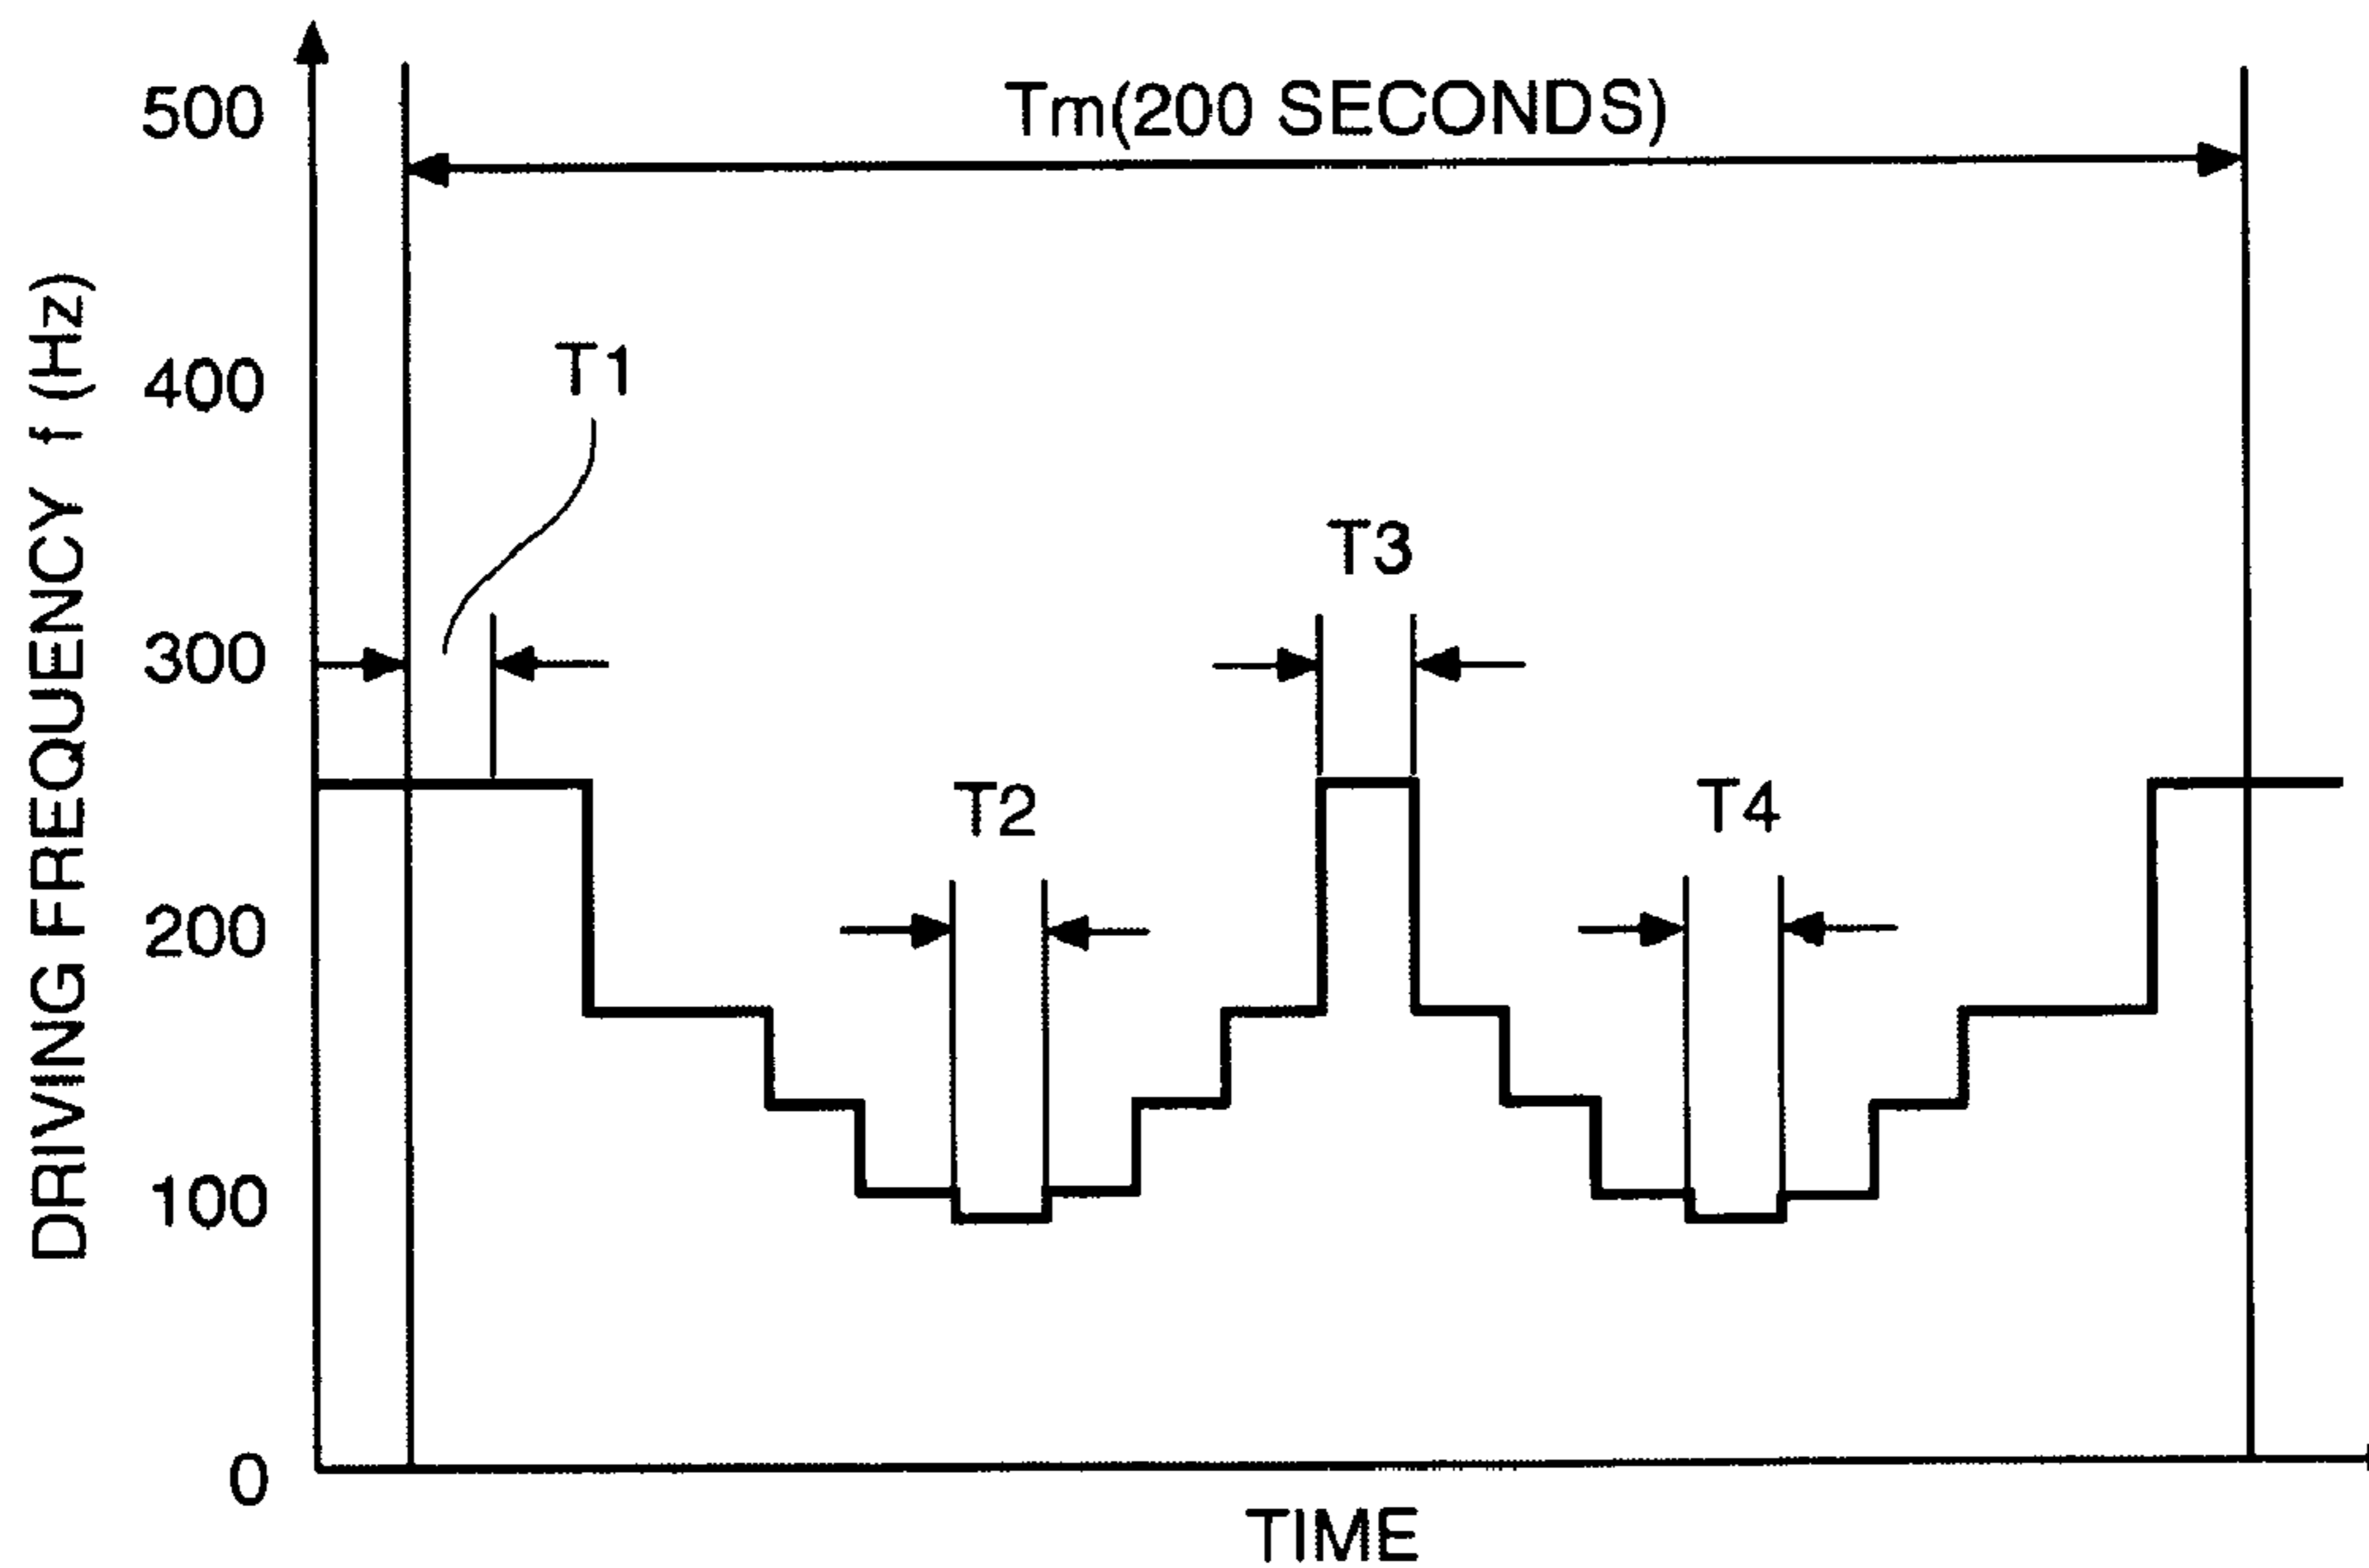 Tm(200 SECONDS)
500
400
300
200
100
0
DRIVING FREQUENCY f (Hz)
T1
T3
T2
T4
TIME